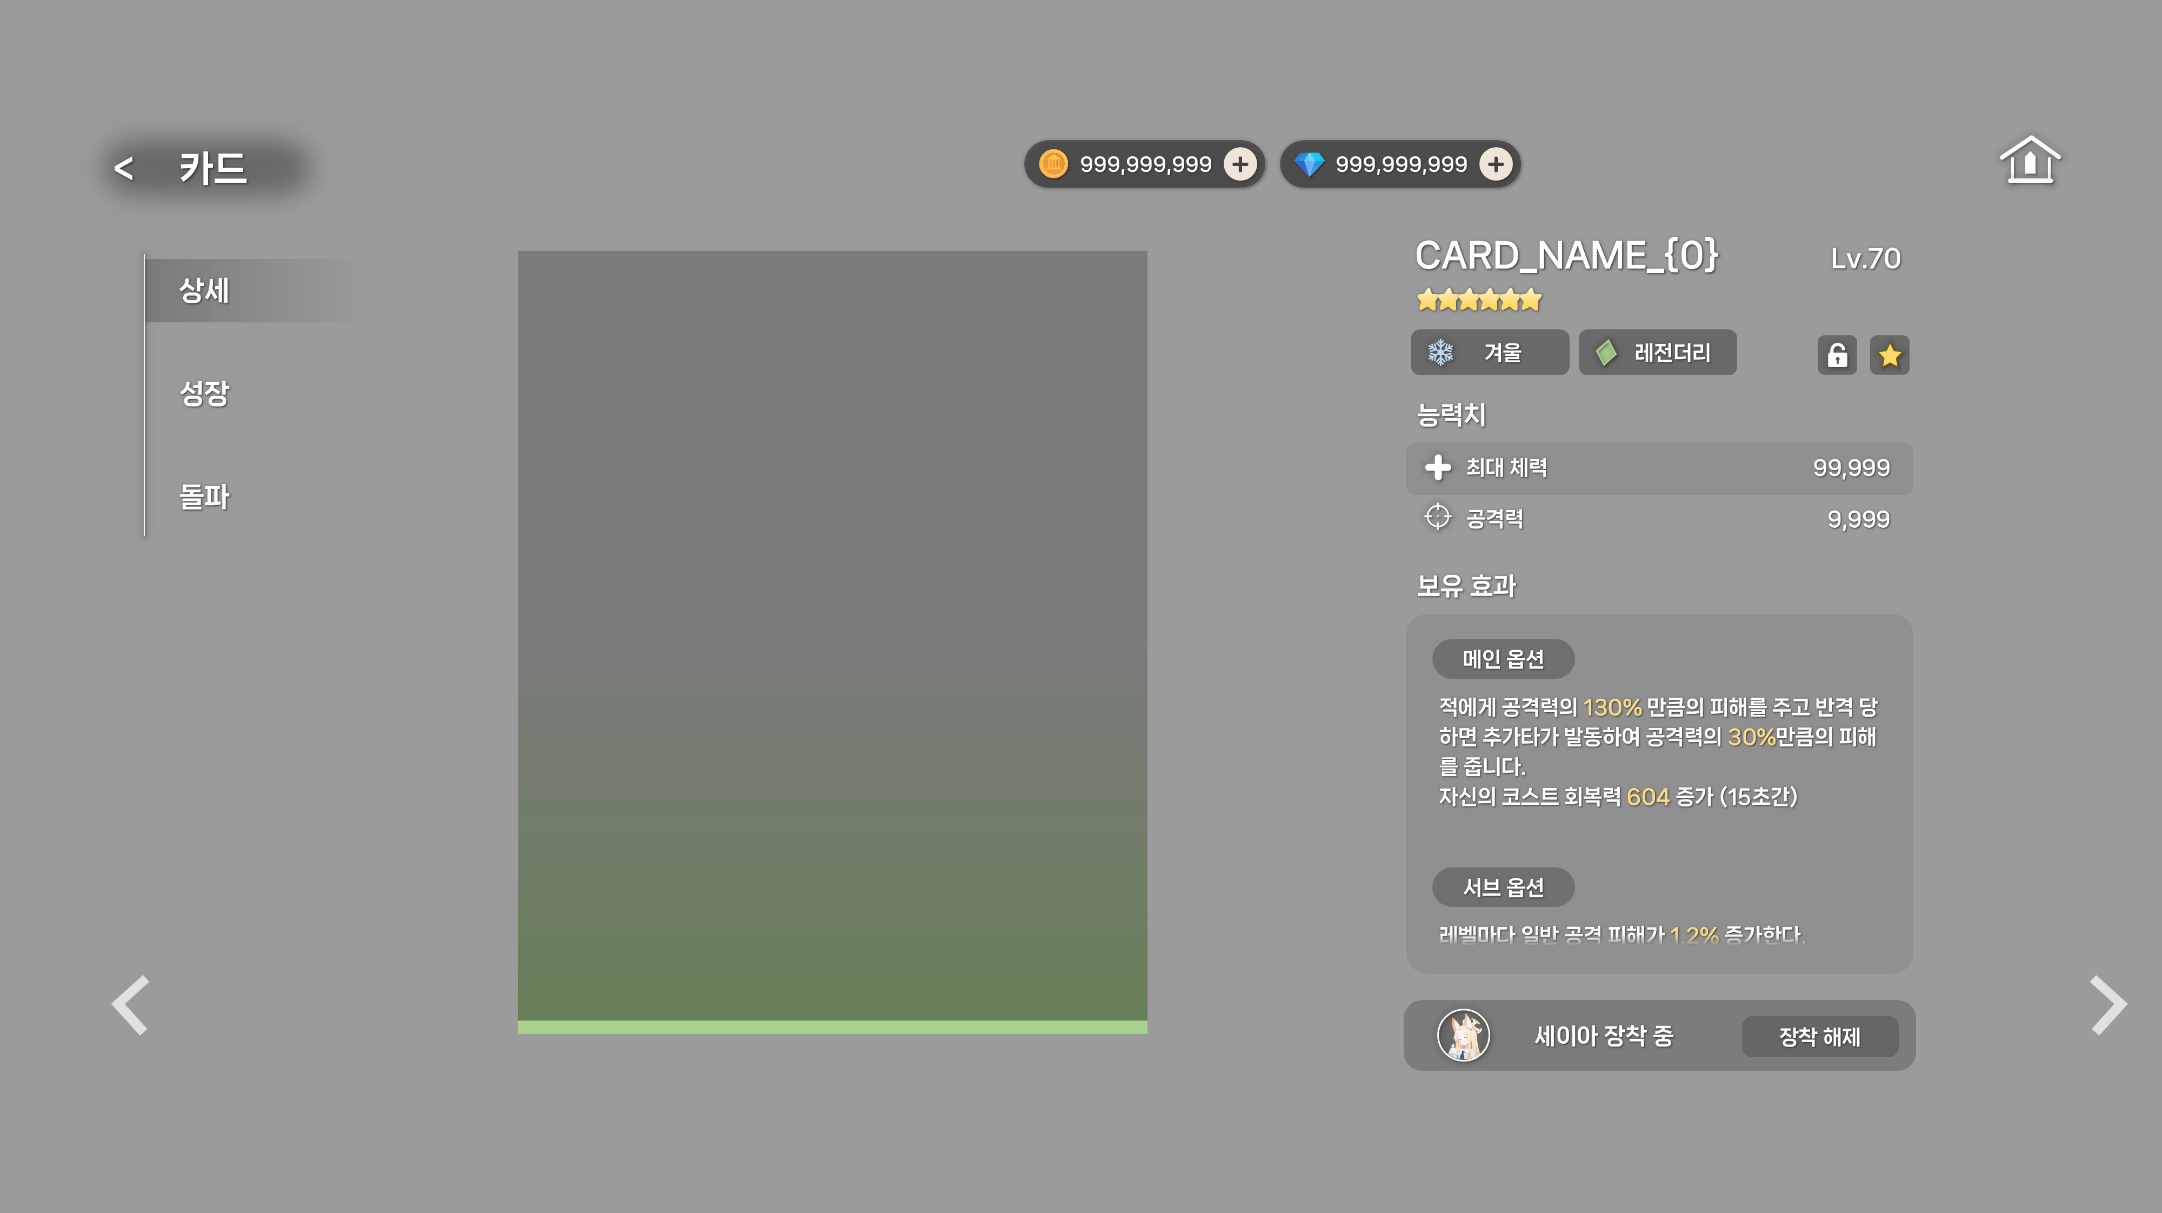 < 카드
999,999,999
999,999,999
상세
성장
돌파
CARD_NAME_{0}
Lv.70
겨울
레전더리
능력치
최대 체력
99,999
공격력
9,999
보유 효과
메인 옵션
적에게 공격력의 130% 만큼의 피해를 주고 반격 당
하면 추가타가 발동하여 공격력의 30%만큼의 피해
를 줍니다.
자신의 코스트 회복력 604 증가 (15초간)
서브 옵션
레벨마다 일반 공격 피해가 1.2% 증가한다.
세이아 장착 중
장착 해제